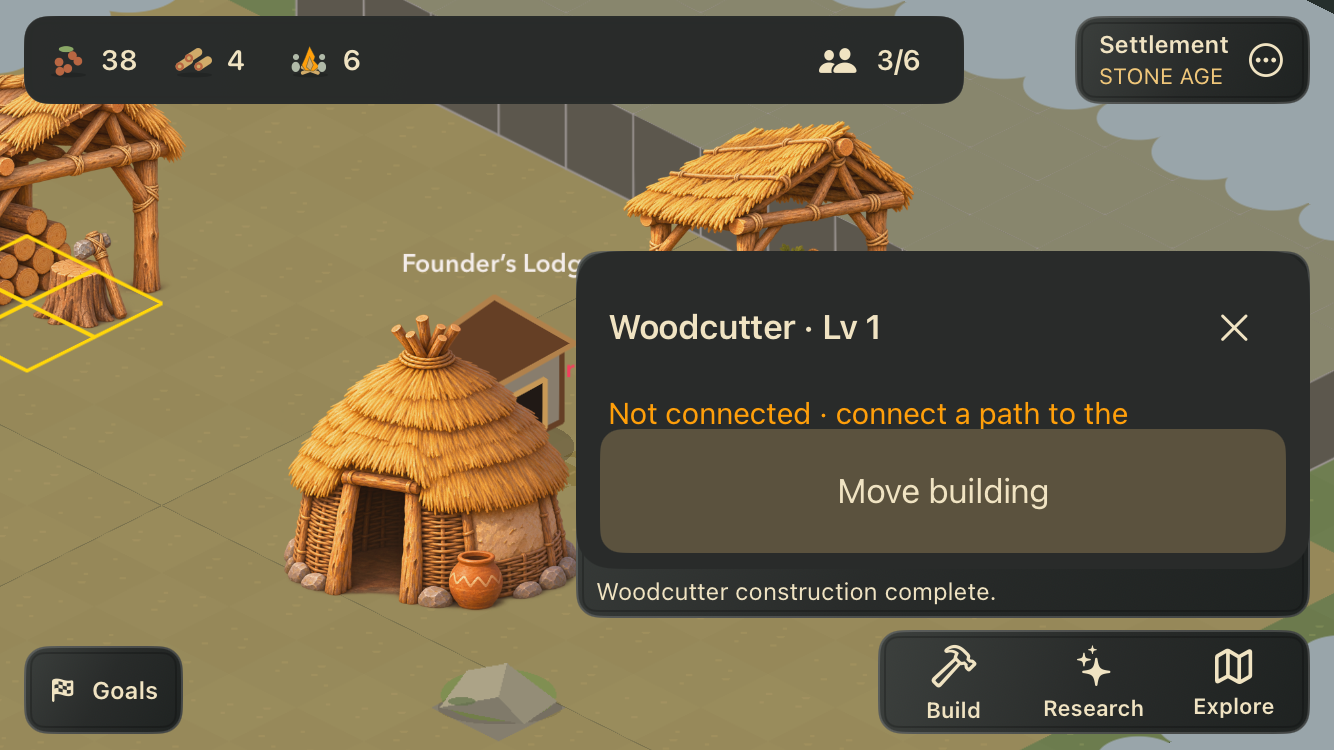 38
4
6
3/6
Settlement
STONE AGE
Founder's Lodg
Woodcutter · Lv 1
Not connected · connect a path to the
Move building
Woodcutter construction complete.
Goals
Build
Research
Explore